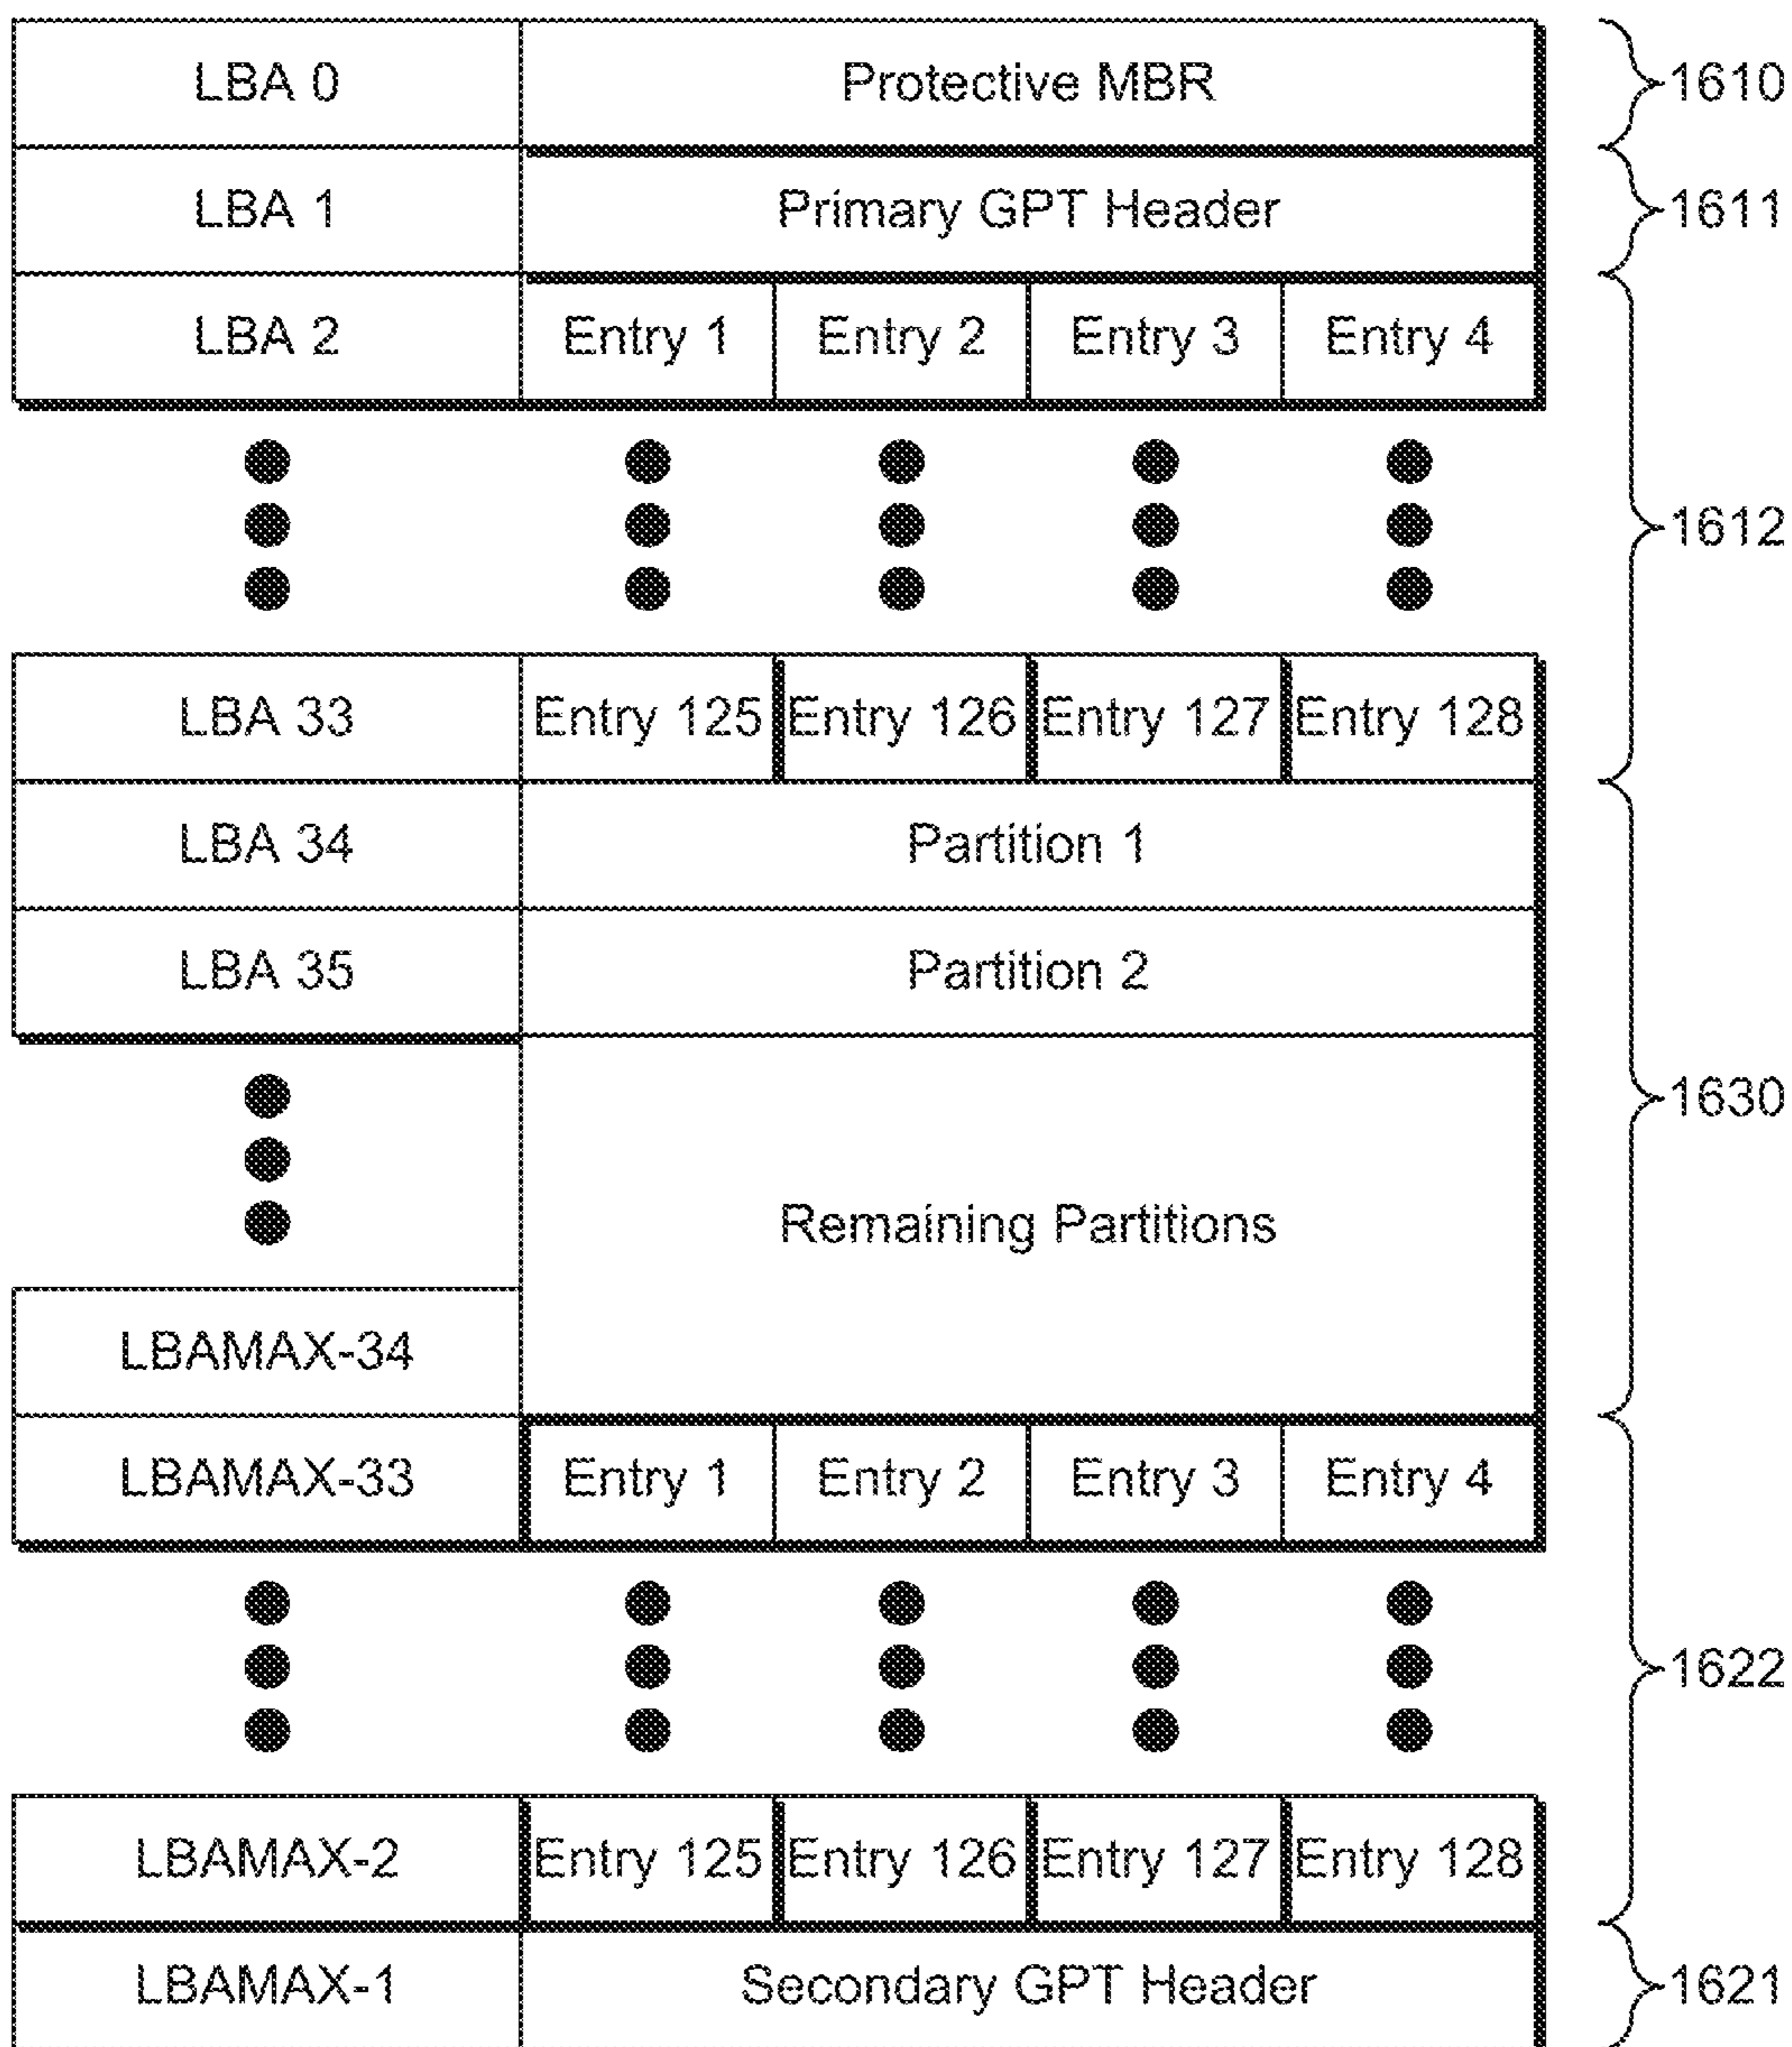 LBA 0 Protective MBR 1610
LBA 1 Primary GPT Header 1611
LBA 2 Entry 1 Entry 2 Entry 3 Entry 4
1612
LBA 33 Entry 125 Entry 126 Entry 127 Entry 128
LBA 34 Partition 1
LBA 35 Partition 2
1630
Remaining Partitions
LBAMAX-34
LBAMAX-33 Entry 1 Entry 2 Entry 3 Entry 4
1622
LBAMAX-2 Entry 125 Entry 126 Entry 127 Entry 128
LBAMAX-1 Secondary GPT Header 1621